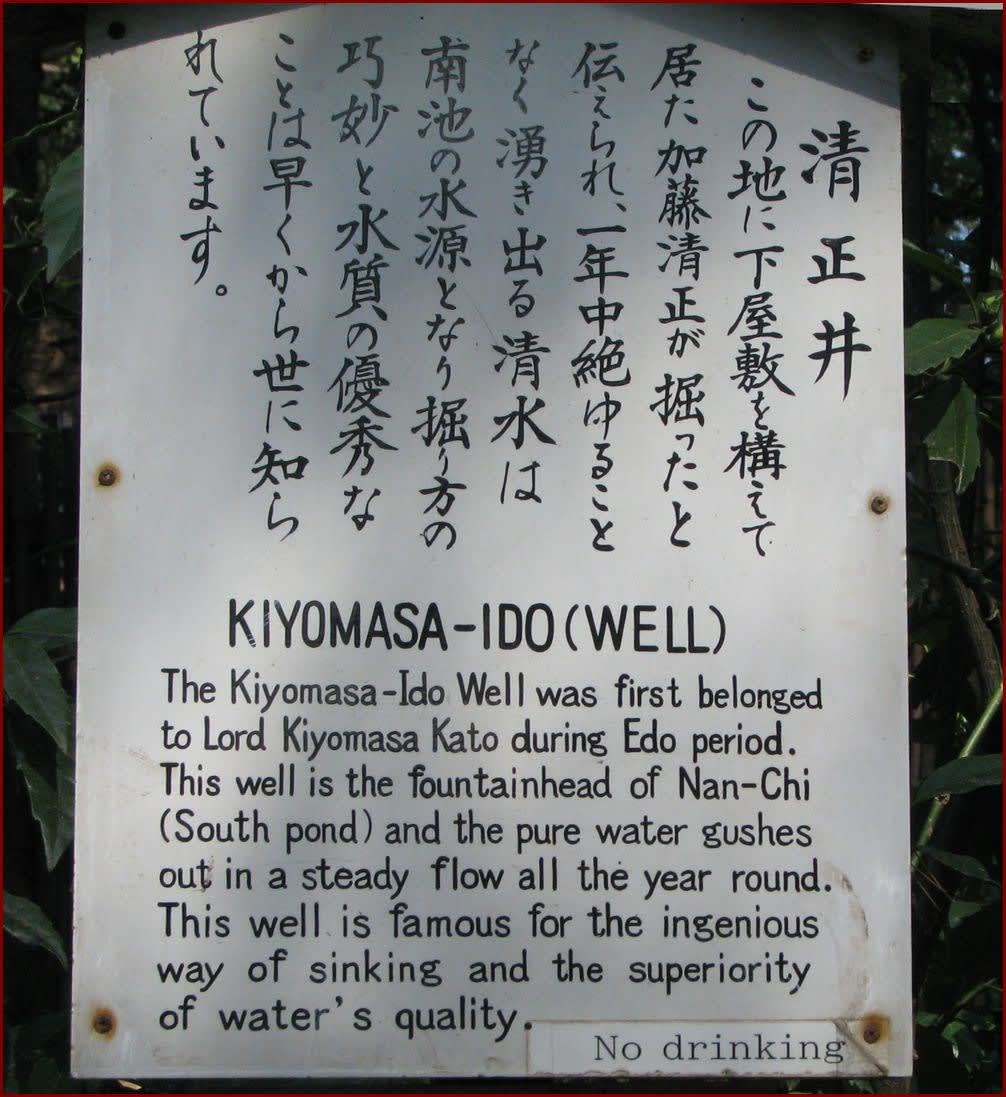 清正井
この地に下屋敷を構えて
居た加藤清正が掘ったと
伝えられ、一年中絶ゆること
なく湧き出る清水は
南池の水源となり掘り方の
巧妙と水質の優秀な
ことは早くから世に知ら
れています。
KIYOMASA-IDO(WELL)
The Kiyomasa-Ido Well was first belonged
to Lord Kiyomasa Kato during Edo period.
This well is the fountainhead of Nan-Chi
(South pond) and the pure water gushes
out in a steady flow all the year round.
This well is famous for the ingenious
way of sinking and the superiority
of water's quality.
No drinking